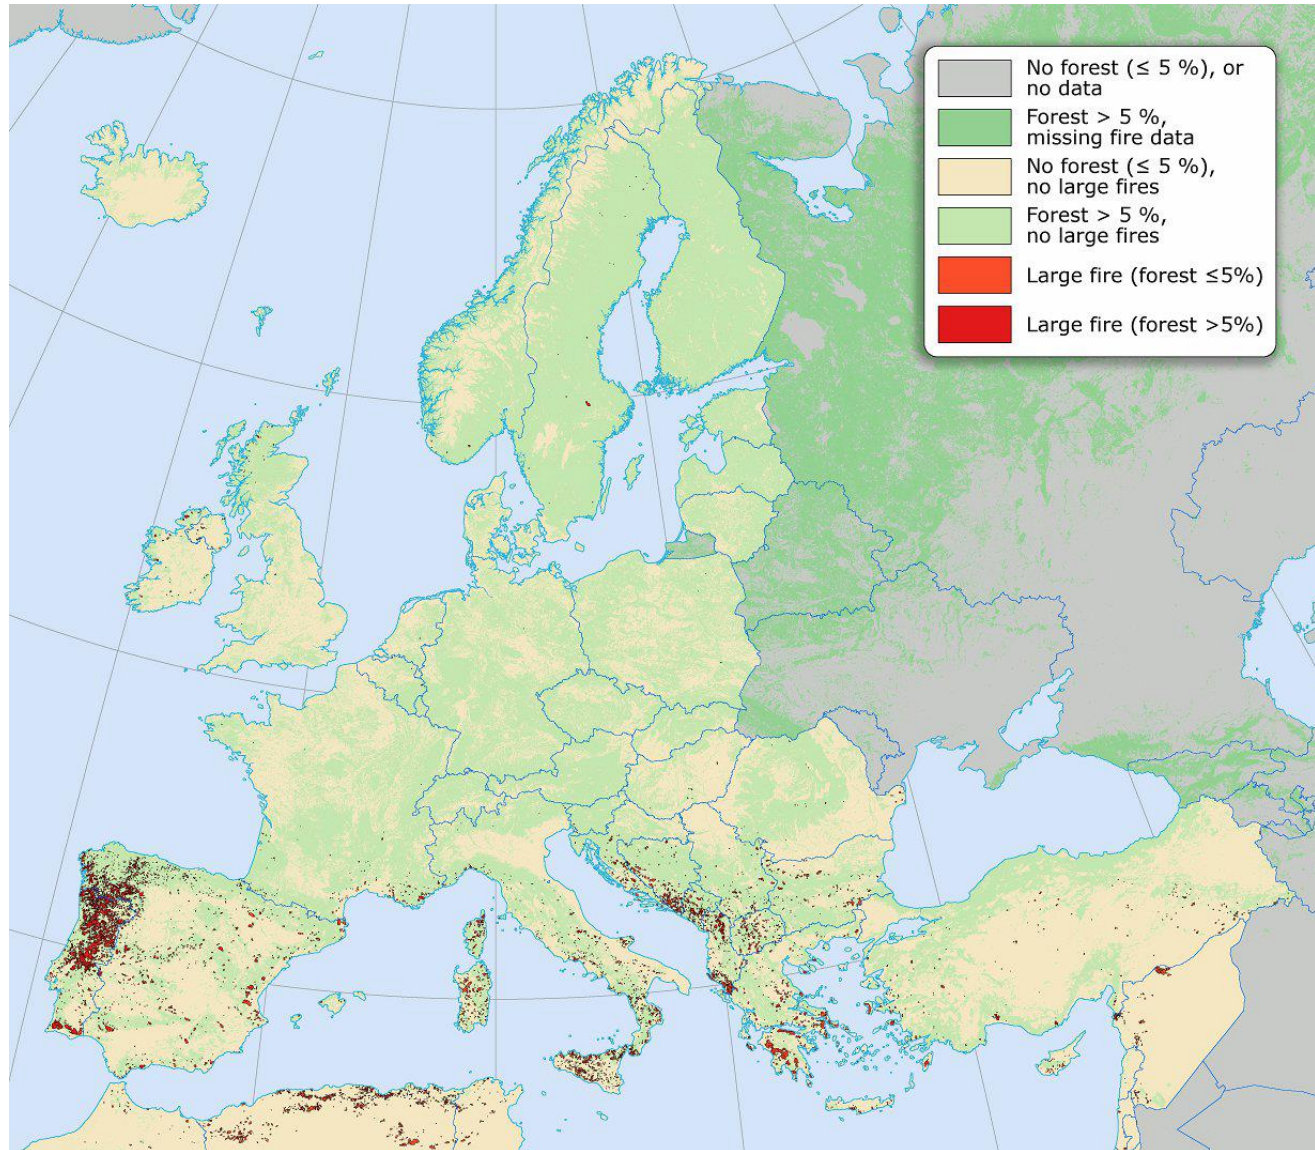 No forest (≤ 5 %), or
no data
Forest > 5 %,
missing fire data
No forest (≤ 5 %),
no large fires
Forest > 5 %,
no large fires
Large fire (forest ≤5%)
Large fire (forest >5%)